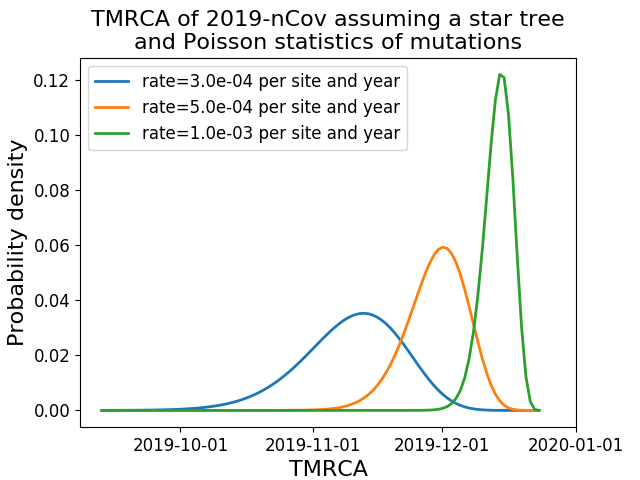 TMRCA of 2019-nCov assuming a star tree
and Poisson statistics of mutations
rate=3.0e-04 per site and year
rate=5.0e-04 per site and year
rate=1.0e-03 per site and year
Probability density
0.12
0.10
0.08
0.06
0.04
0.02
0.00
2019-10-01 2019-11-01 2019-12-01 2020-01-01
TMRCA